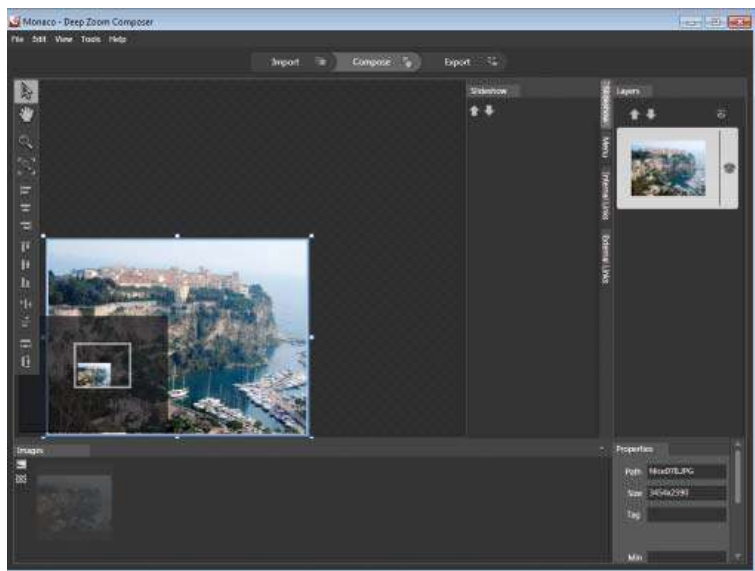 Monaco - Deep Zoom Composer
File Edit View Tools Help
Import Compose Export
Slideshow
Slideshow
Menu
Internal Links
External Links
Layers
Images
Properties
Path
Size 3454x2390
Tag
Min